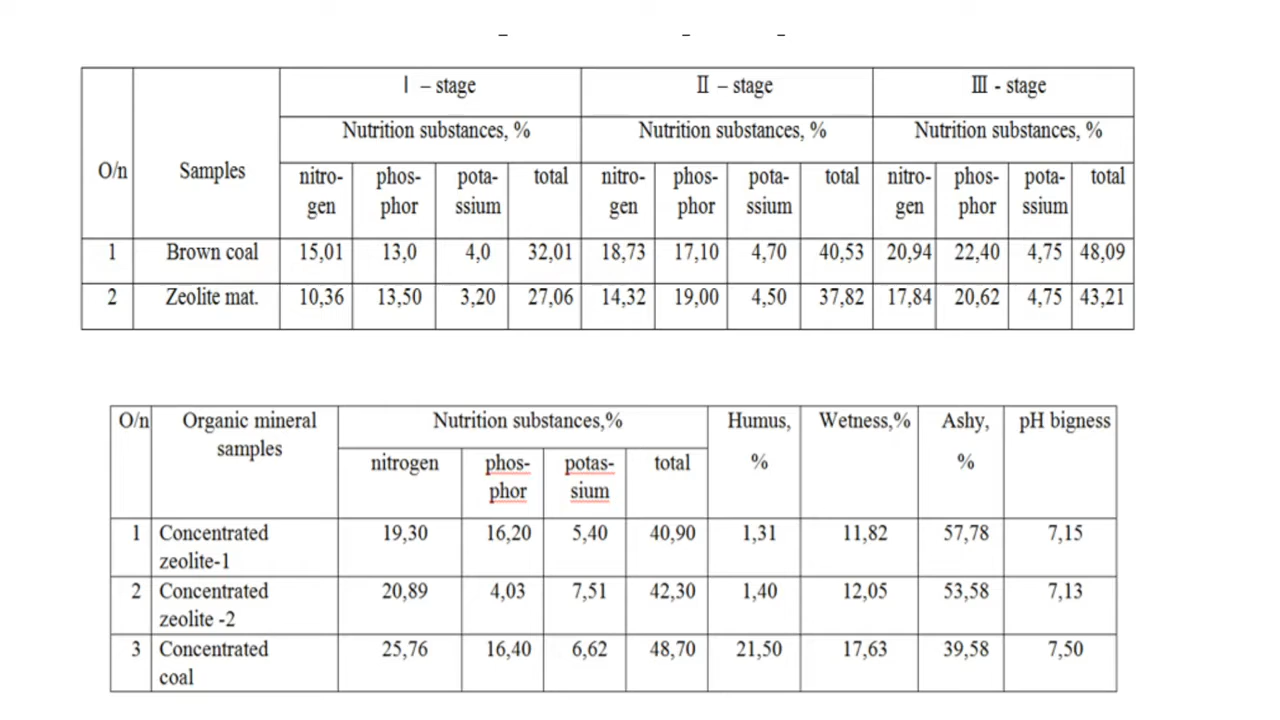 I – stage II – stage III - stage
Nutrition substances, % Nutrition substances, % Nutrition substances, %
O/n Samples nitro- phos- pota- total nitro- phos- pota- total nitro- phos- pota- total
gen phor ssium gen phor ssium gen phor ssium
1 Brown coal 15,01 13,0 4,0 32,01 18,73 17,10 4,70 40,53 20,94 22,40 4,75 48,09
2 Zeolite mat. 10,36 13,50 3,20 27,06 14,32 19,00 4,50 37,82 17,84 20,62 4,75 43,21
O/n Organic mineral Nutrition substances,% Humus, Wetness,% Ashy, pH bigness
samples nitrogen phos- potas- total % %
phor sium
1 Concentrated 19,30 16,20 5,40 40,90 1,31 11,82 57,78 7,15
zeolite-1
2 Concentrated 20,89 4,03 7,51 42,30 1,40 12,05 53,58 7,13
zeolite -2
3 Concentrated 25,76 16,40 6,62 48,70 21,50 17,63 39,58 7,50
coal